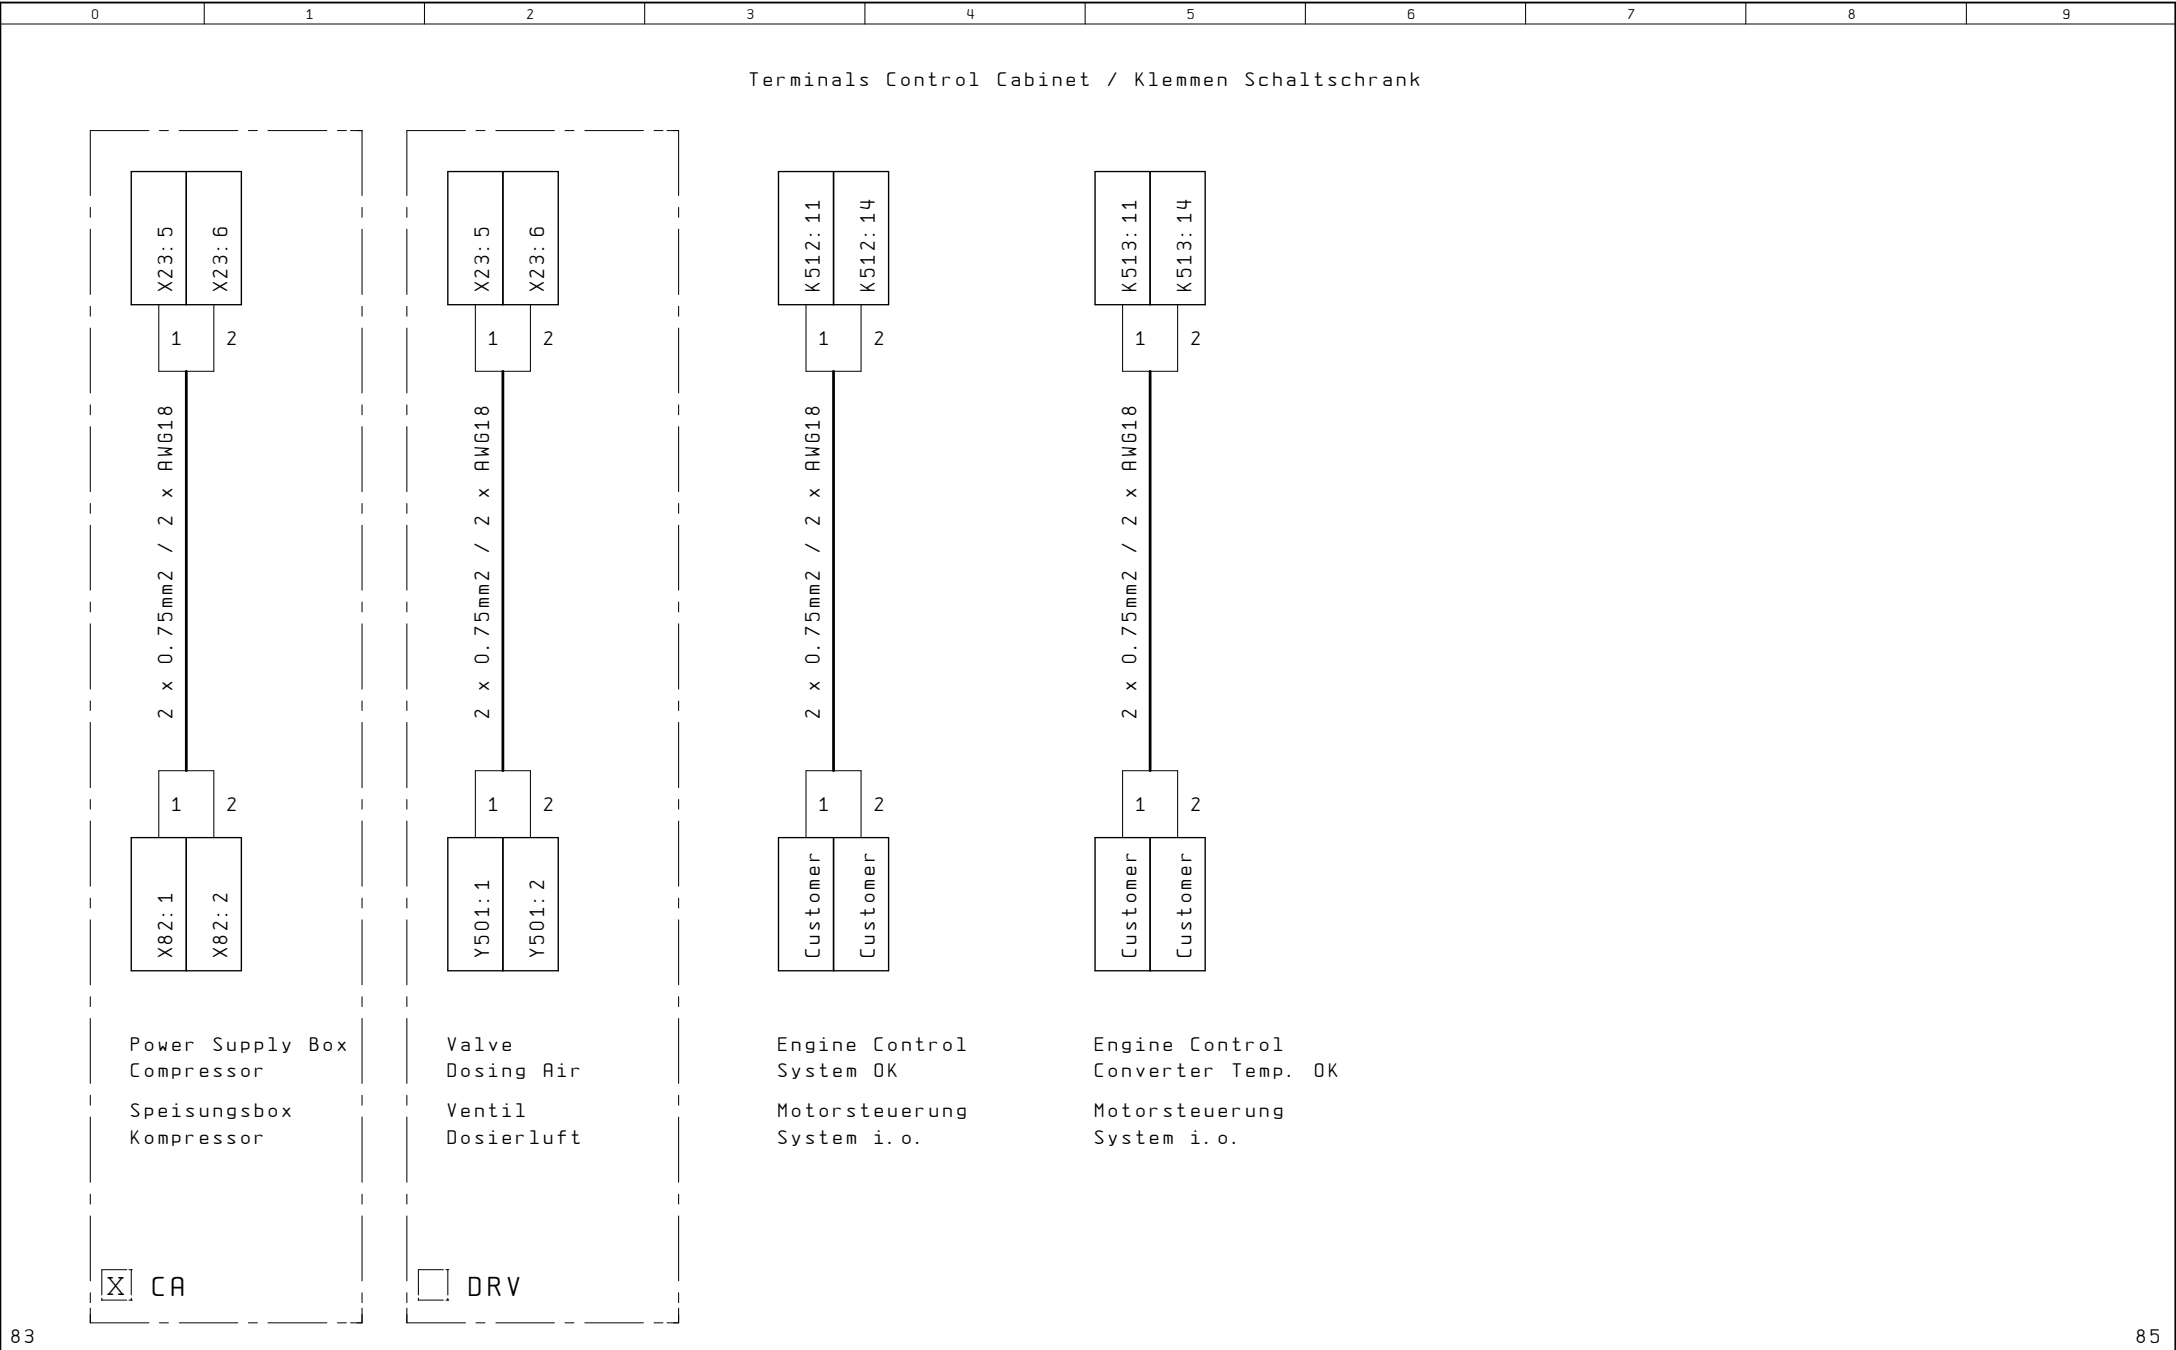 0 1 2 3 4 5 6 7 8 9
Terminals Control Cabinet / Klemmen Schaltschrank
X23:5
X23:6
1 2
2 x 0.75mm2 / 2 x AWG18
1 2
X82:1
X82:2
Power Supply Box
Compressor
Speisungsbox
Kompressor
X CA
X23:5
X23:6
1 2
2 x 0.75mm2 / 2 x AWG18
1 2
Y501:1
Y501:2
Valve
Dosing Air
Ventil
Dosierluft
DRV
K512:11
K512:14
1 2
2 x 0.75mm2 / 2 x AWG18
1 2
Customer
Customer
Engine Control
System OK
Motorsteuerung
System i.o.
K513:11
K513:14
1 2
2 x 0.75mm2 / 2 x AWG18
1 2
Customer
Customer
Engine Control
Converter Temp. OK
Motorsteuerung
System i.o.
83
85